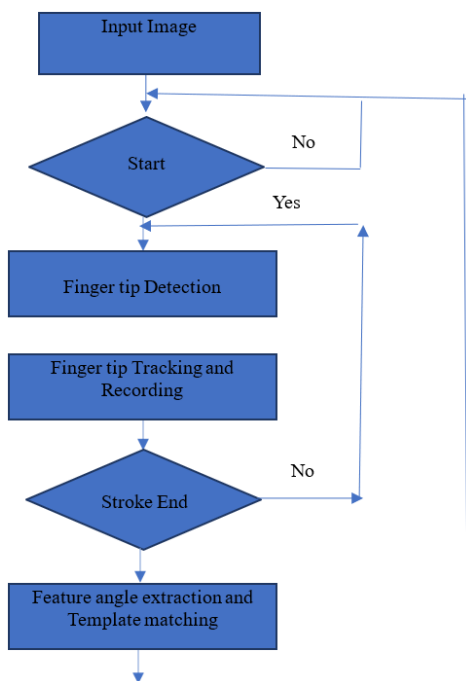 Input Image
No
Start
Yes
Finger tip Detection
Finger tip Tracking and
Recording
No
Stroke End
Feature angle extraction and
Template matching